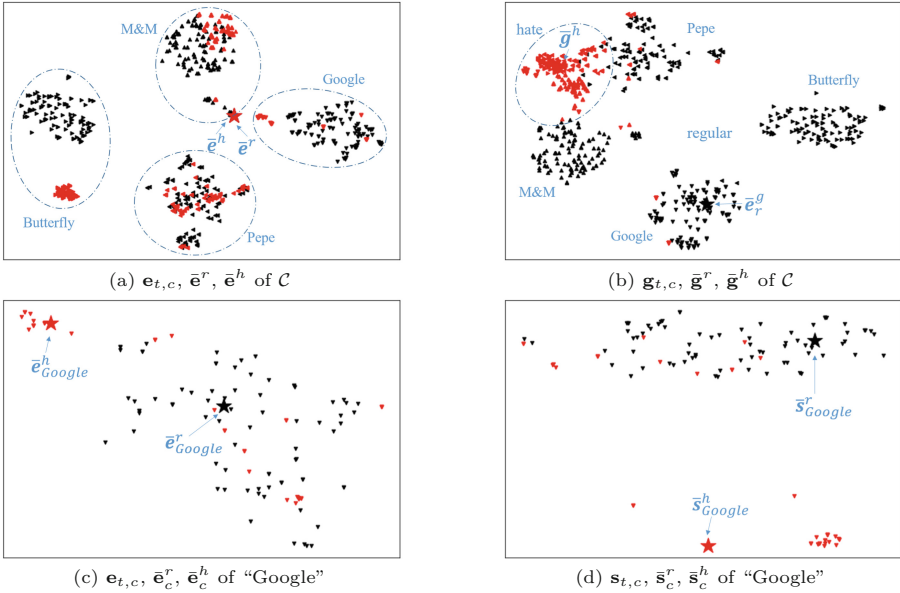 M&M
Google
ē^h ē^r
Butterfly
Pepe
(a) e_{t,c}, ē^r, ē^h of C
hate
ḡ^h
Pepe
Butterfly
regular
M&M
ē_r^g
Google
(b) g_{t,c}, ḡ^r, ḡ^h of C
ē^h_{Google}
ē^r_{Google}
(c) e_{t,c}, ē_c^r, ē_c^h of “Google”
s̄^r_{Google}
s̄^h_{Google}
(d) s_{t,c}, s̄_c^r, s̄_c^h of “Google”